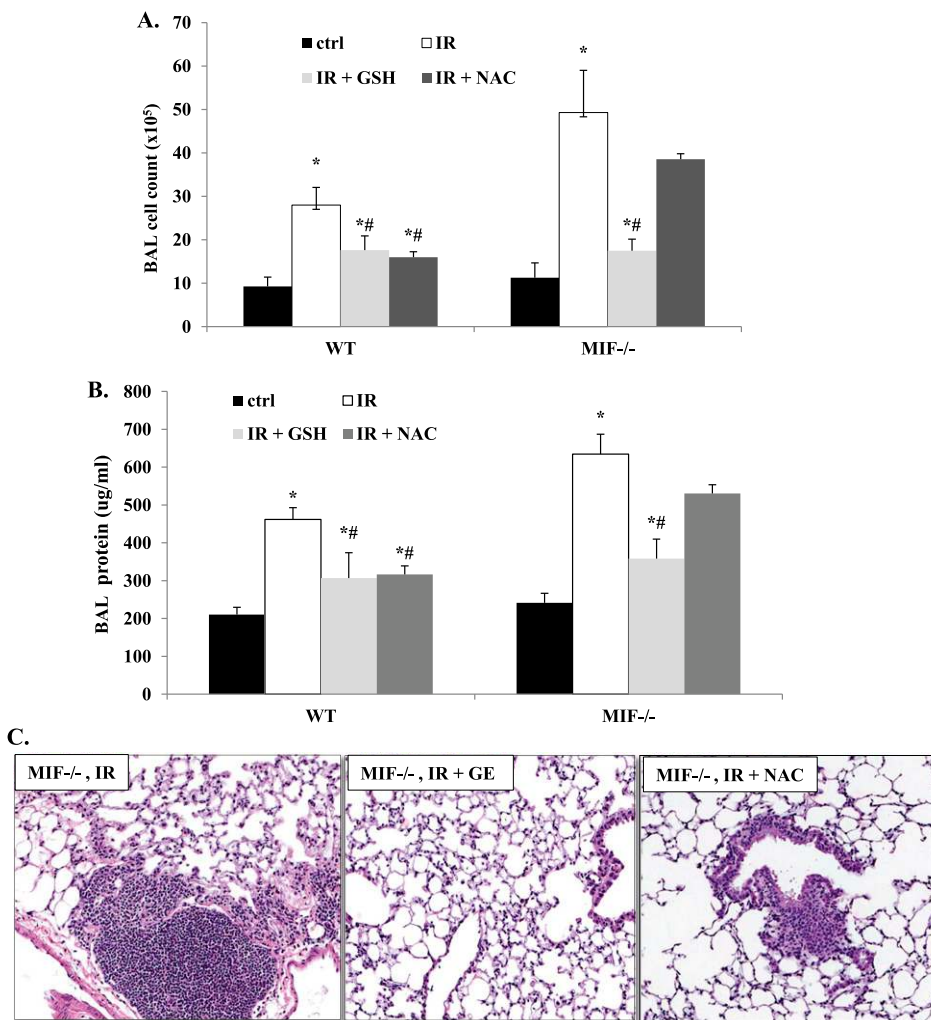 A.
70
60
50
40
30
20
10
0
BAL cell count (x10⁵)
ctrl
IR
IR + GSH
IR + NAC
*
*#
*#
*
*#
WT
MIF-/-
B.
800
700
600
500
400
300
200
100
0
BAL protein (ug/ml)
ctrl
IR
IR + GSH
IR + NAC
*
*#
*#
*
*#
WT
MIF-/-
C.
MIF-/- , IR
MIF-/-, IR + GE
MIF-/- , IR + NAC